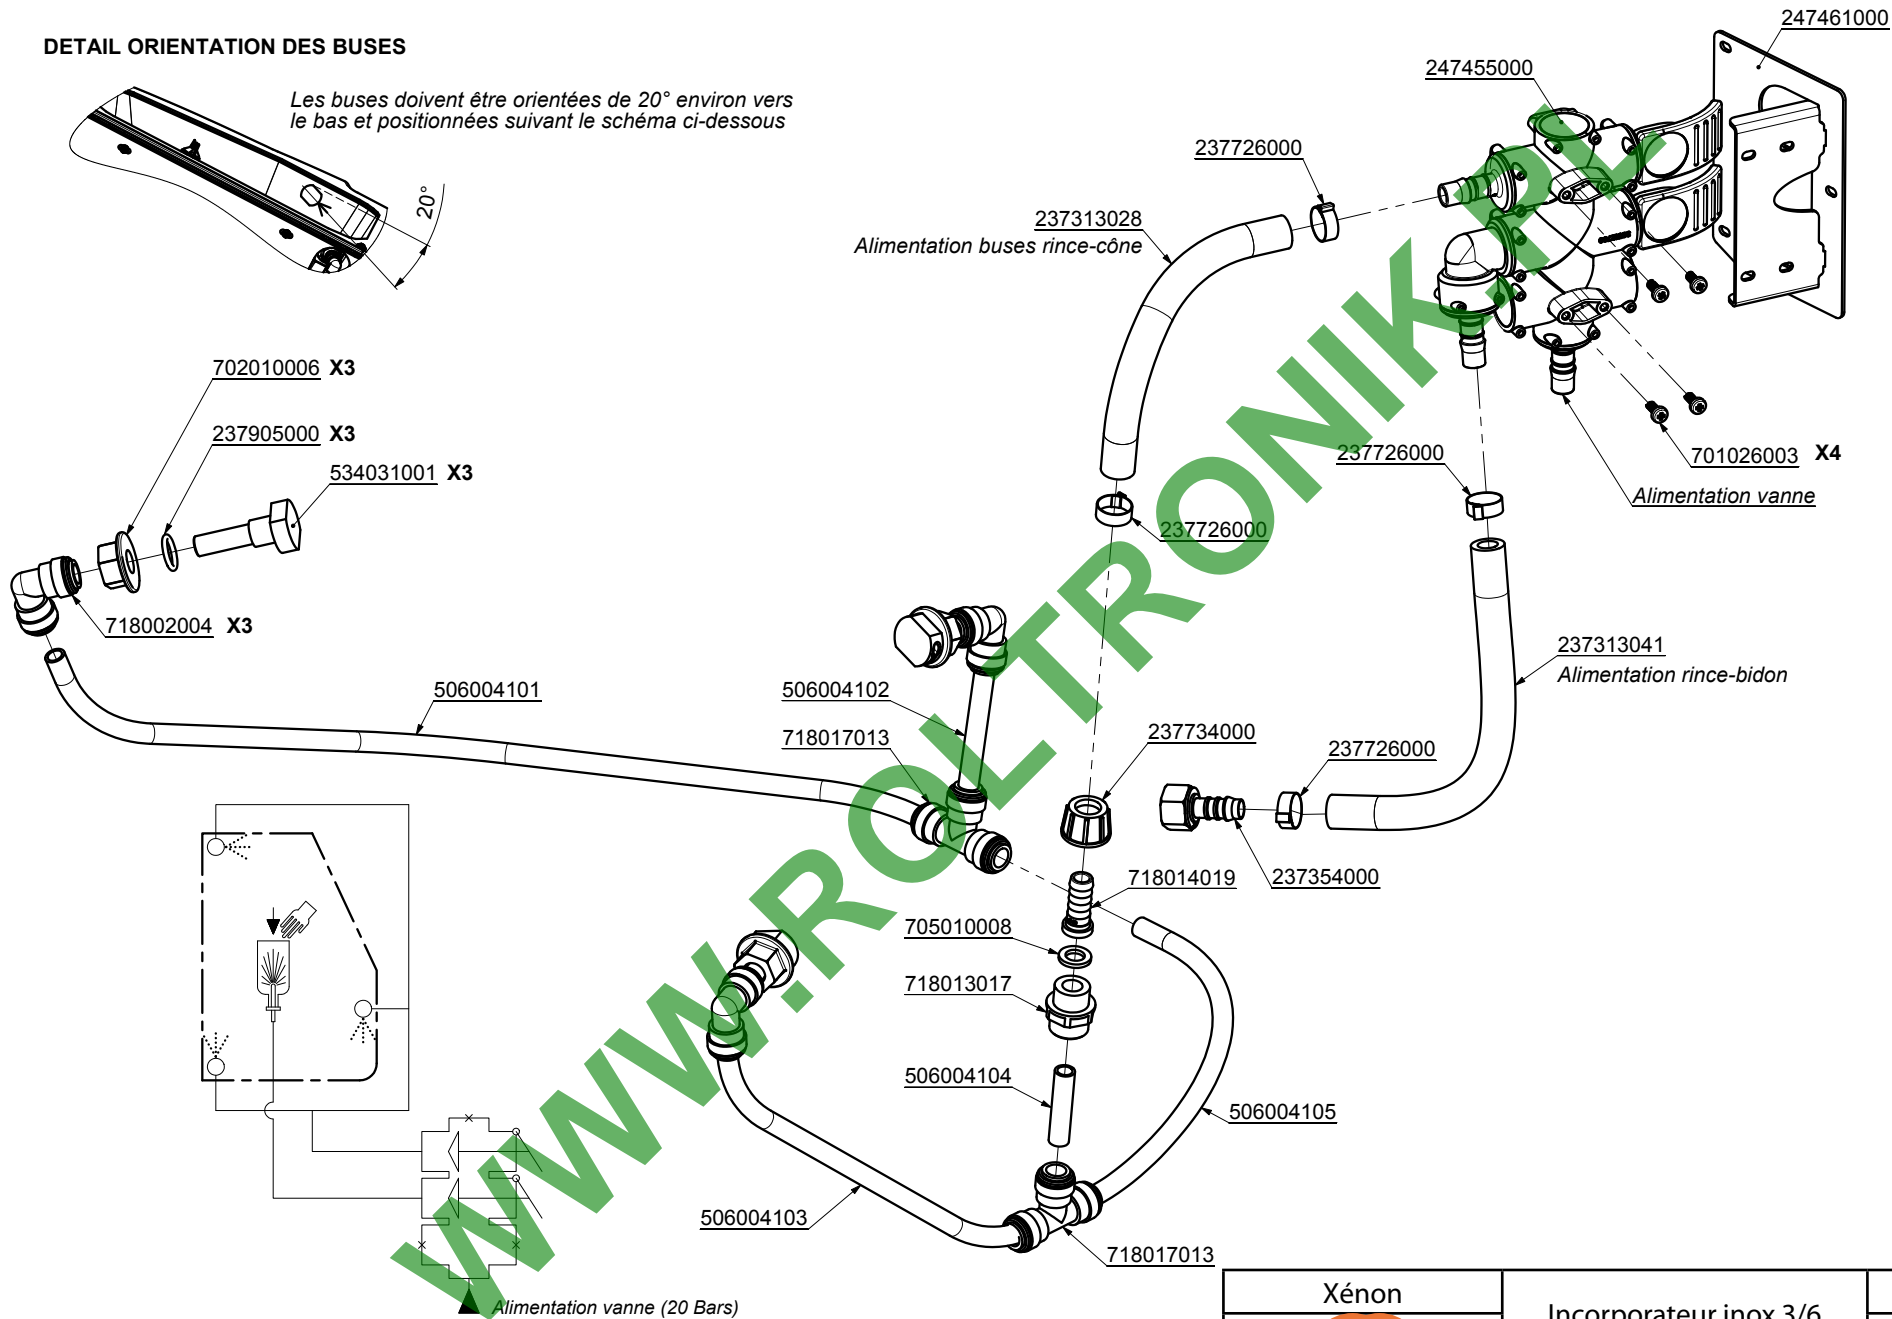 DETAIL ORIENTATION DES BUSES
Les buses doivent être orientées de 20° environ vers
le bas et positionnées suivant le schéma ci-dessous
20°
247461000
247455000
237726000
237313028
Alimentation buses rince-cône
702010006 X3
237905000 X3
534031001 X3
718002004 X3
237726000
701026003 X4
Alimentation vanne
237726000
237313041
Alimentation rince-bidon
506004101
506004102
718017013
237734000
237726000
718014019
237354000
705010008
718013017
506004104
506004105
506004103
718017013
Alimentation vanne (20 Bars)
Xénon
Incorporateur inox 3/6
WWW.ROLTRONIK.PL